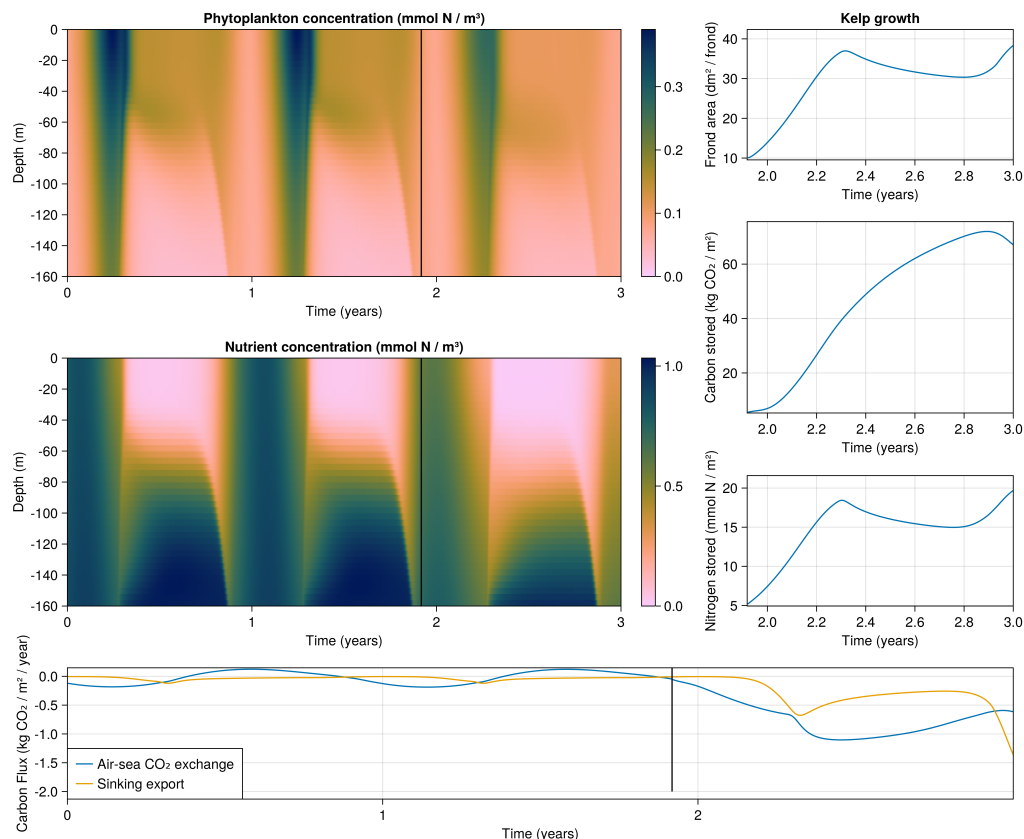 Phytoplankton concentration (mmol N / m³)
0
-20
-40
-60
-80
-100
-120
-140
-160
Depth (m)
0 1 2 3
Time (years)
0.3
0.2
0.1
0.0
Kelp growth
40
30
20
10
Frond area (dm² / frond)
2.0 2.2 2.4 2.6 2.8 3.0
Time (years)
60
40
20
Carbon stored (kg CO₂ / m²)
2.0 2.2 2.4 2.6 2.8 3.0
Time (years)
Nutrient concentration (mmol N / m³)
0
-20
-40
-60
-80
-100
-120
-140
-160
Depth (m)
0 1 2 3
Time (years)
1.0
0.5
0.0
20
15
10
5
Nitrogen stored (mmol N / m²)
2.0 2.2 2.4 2.6 2.8 3.0
Time (years)
0.0
-0.5
-1.0
-1.5
-2.0
Carbon Flux (kg CO₂ / m² / year)
Air-sea CO₂ exchange
Sinking export
0 1 2
Time (years)